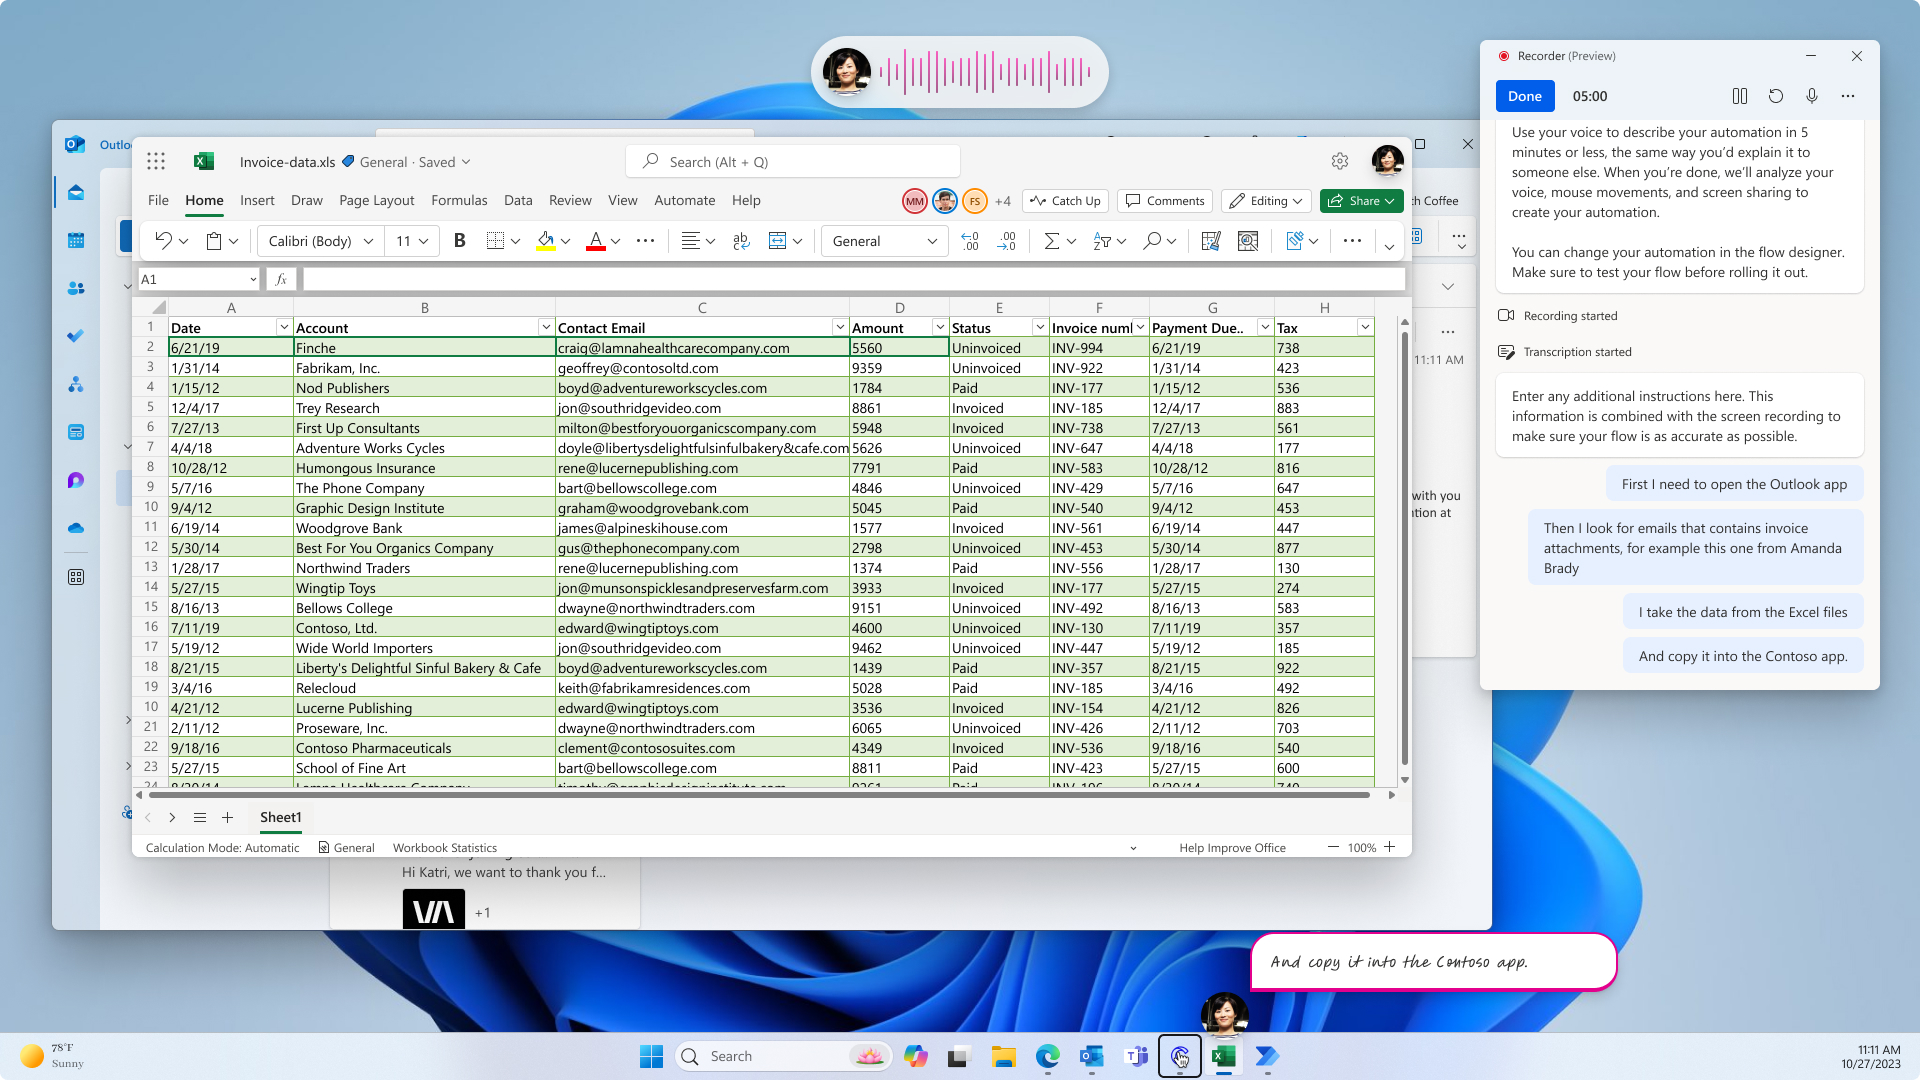 Recorder (Preview)
Done 05:00
Use your voice to describe your automation in 5
minutes or less, the same way you’d explain it to
someone else. When you’re done, we’ll analyze your
voice, mouse movements, and screen sharing to
create your automation.
You can change your automation in the flow designer.
Make sure to test your flow before rolling it out.
Recording started
Transcription started
Enter any additional instructions here. This
information is combined with the screen recording to
make sure your flow is as accurate as possible.
First I need to open the Outlook app
Then I look for emails that contains invoice
attachments, for example this one from Amanda
Brady
I take the data from the Excel files
And copy it into the Contoso app.
Invoice-data.xls General · Saved
Search (Alt + Q)
File Home Insert Draw Page Layout Formulas Data Review View Automate Help
MM FS +4 Catch Up Comments Editing Share
Coffee
Calibri (Body) 11 B A General
A1 fx
A B C D E F G H
1 Date Account Contact Email Amount Status Invoice num Payment Due.. Tax
2 6/21/19 Finche craig@lamnahealthcarecompany.com 5560 Uninvoiced INV-994 6/21/19 738
3 1/31/14 Fabrikam, Inc. geoffrey@contosoltd.com 9359 Uninvoiced INV-922 1/31/14 423
4 1/15/12 Nod Publishers boyd@adventureworkscycles.com 1784 Paid INV-177 1/15/12 536
5 12/4/17 Trey Research jon@southridgevideo.com 8861 Invoiced INV-185 12/4/17 883
6 7/27/13 First Up Consultants milton@bestforyouorganicscompany.com 5948 Invoiced INV-738 7/27/13 561
7 4/4/18 Adventure Works Cycles doyle@libertysdelightfulsinfulbakery&cafe.com 5626 Uninvoiced INV-647 4/4/18 177
8 10/28/12 Humongous Insurance rene@lucernepublishing.com 7791 Paid INV-583 10/28/12 816
9 5/7/16 The Phone Company bart@bellowscollege.com 4846 Uninvoiced INV-429 5/7/16 647
10 9/4/12 Graphic Design Institute graham@woodgrovebank.com 5045 Paid INV-540 9/4/12 453
11 6/19/14 Woodgrove Bank james@alpineskihouse.com 1577 Invoiced INV-561 6/19/14 447
12 5/30/14 Best For You Organics Company gus@thephonecompany.com 2798 Uninvoiced INV-453 5/30/14 877
13 1/28/17 Northwind Traders rene@lucernepublishing.com 1374 Paid INV-556 1/28/17 130
14 5/27/15 Wingtip Toys jon@munsonspicklesandpreservesfarm.com 3933 Invoiced INV-177 5/27/15 274
15 8/16/13 Bellows College dwayne@northwindtraders.com 9151 Uninvoiced INV-492 8/16/13 583
16 7/11/19 Contoso, Ltd. edward@wingtiptoys.com 4600 Uninvoiced INV-130 7/11/19 357
17 5/19/12 Wide World Importers jon@southridgevideo.com 9462 Uninvoiced INV-447 5/19/12 185
18 8/21/15 Liberty's Delightful Sinful Bakery & Cafe boyd@adventureworkscycles.com 1439 Paid INV-357 8/21/15 922
19 3/4/16 Relecloud keith@fabrikamresidences.com 5028 Paid INV-185 3/4/16 492
10 4/21/12 Lucerne Publishing edward@wingtiptoys.com 3536 Invoiced INV-154 4/21/12 826
21 2/11/12 Proseware, Inc. dwayne@northwindtraders.com 6065 Uninvoiced INV-426 2/11/12 703
22 9/18/16 Contoso Pharmaceuticals clement@contososuites.com 4349 Invoiced INV-536 9/18/16 540
23 5/27/15 School of Fine Art bart@bellowscollege.com 8811 Paid INV-423 5/27/15 600
11:11 AM
with you
at
Sheet1
Calculation Mode: Automatic General Workbook Statistics Help Improve Office 100%
Hi Katri, we want to thank you f...
+1
And copy it into the Contoso app.
78°F
Sunny
Search
11:11 AM
10/27/2023